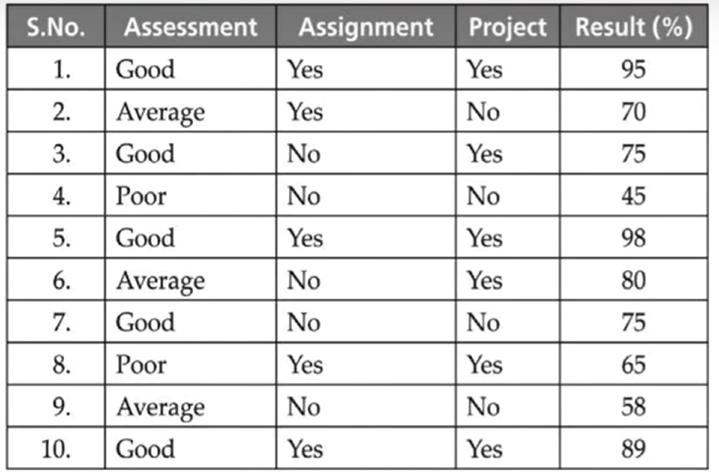 S.No. Assessment Assignment Project Result (%)
1. Good Yes Yes 95
2. Average Yes No 70
3. Good No Yes 75
4. Poor No No 45
5. Good Yes Yes 98
6. Average No Yes 80
7. Good No No 75
8. Poor Yes Yes 65
9. Average No No 58
10. Good Yes Yes 89